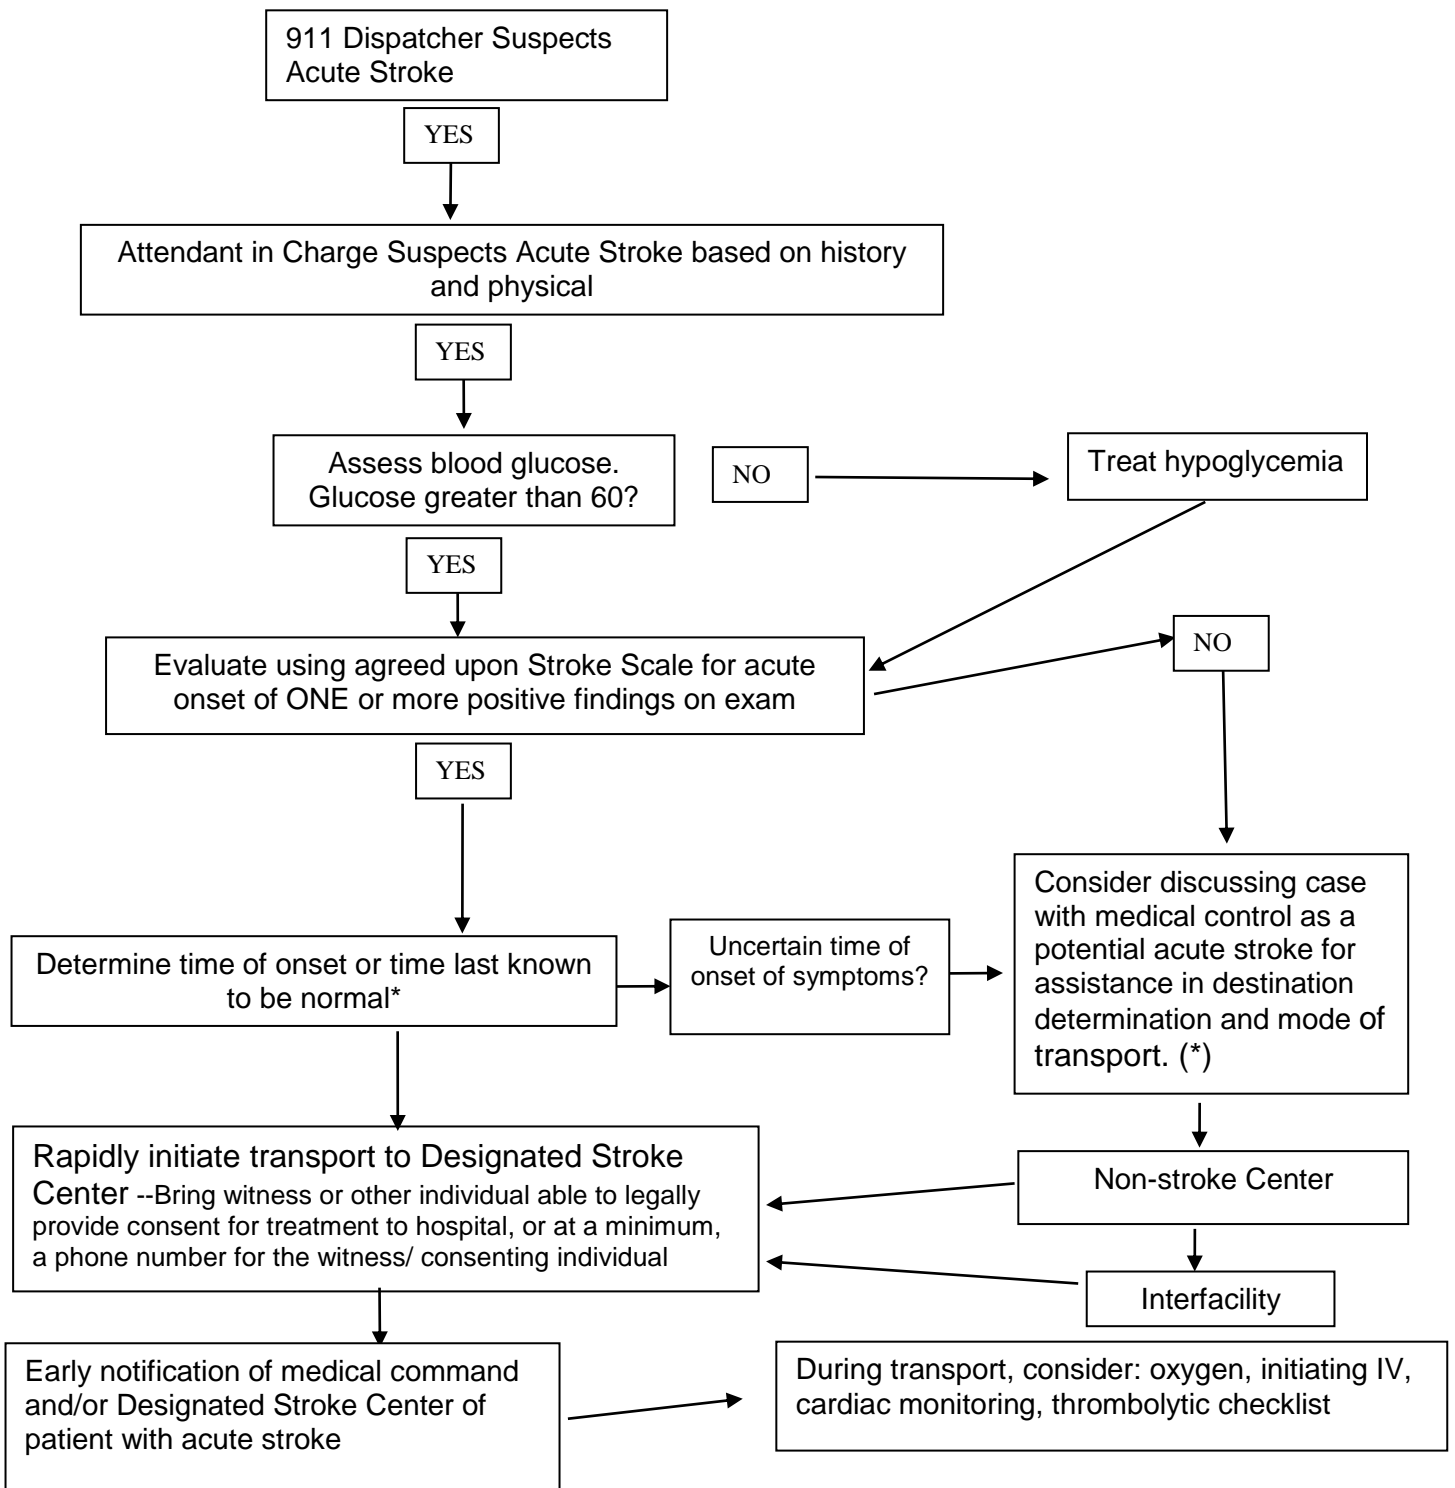 911 Dispatcher Suspects
Acute Stroke
YES
Attendant in Charge Suspects Acute Stroke based on history
and physical
YES
Assess blood glucose.
Glucose greater than 60?
NO
Treat hypoglycemia
YES
Evaluate using agreed upon Stroke Scale for acute
onset of ONE or more positive findings on exam
NO
YES
Determine time of onset or time last known
to be normal*
Uncertain time of
onset of symptoms?
Consider discussing case
with medical control as a
potential acute stroke for
assistance in destination
determination and mode of
transport. (*)
Rapidly initiate transport to Designated Stroke
Center --Bring witness or other individual able to legally
provide consent for treatment to hospital, or at a minimum,
a phone number for the witness/ consenting individual
Non-stroke Center
Interfacility
Early notification of medical command
and/or Designated Stroke Center of
patient with acute stroke
During transport, consider: oxygen, initiating IV,
cardiac monitoring, thrombolytic checklist